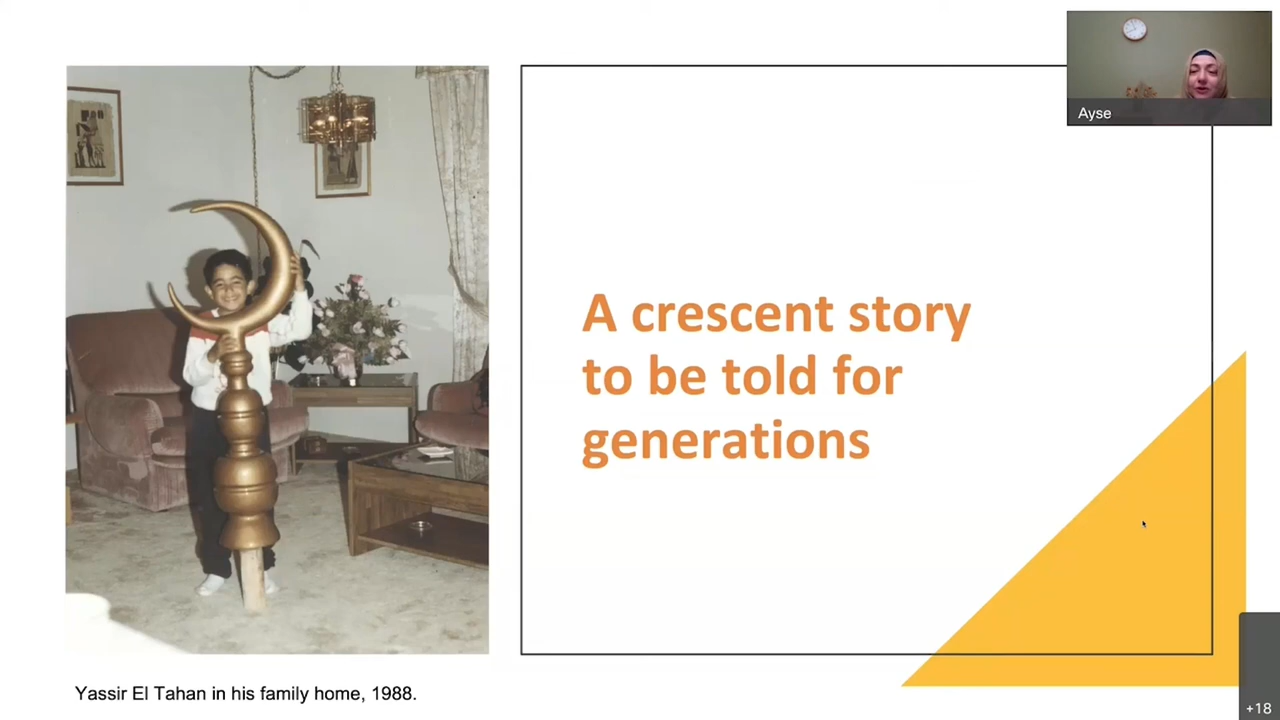 Ayse
A crescent story
to be told for
generations
Yassir El Tahan in his family home, 1988.
+18